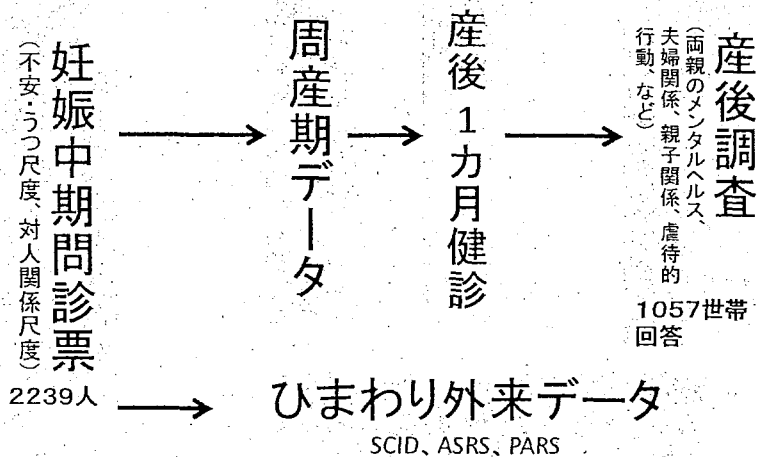 妊娠中期問診票
(不安・うつ尺度、対人関係尺度)
2239人
周産期データ
産後1カ月健診
産後調査
(両親のメンタルヘルス、
夫婦関係、親子関係、虐待的
行動、など)
1057世帯
回答
ひまわり外来データ
SCID、ASRS、PARS